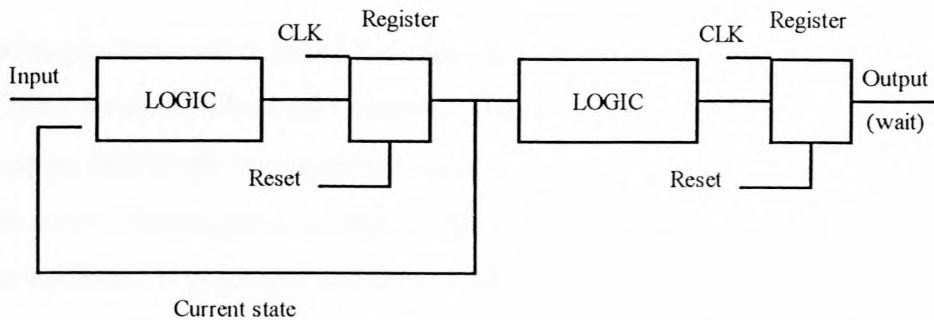 Register
Register
CLK
CLK
Input
LOGIC
LOGIC
Output
(wait)
Reset
Reset
Current state